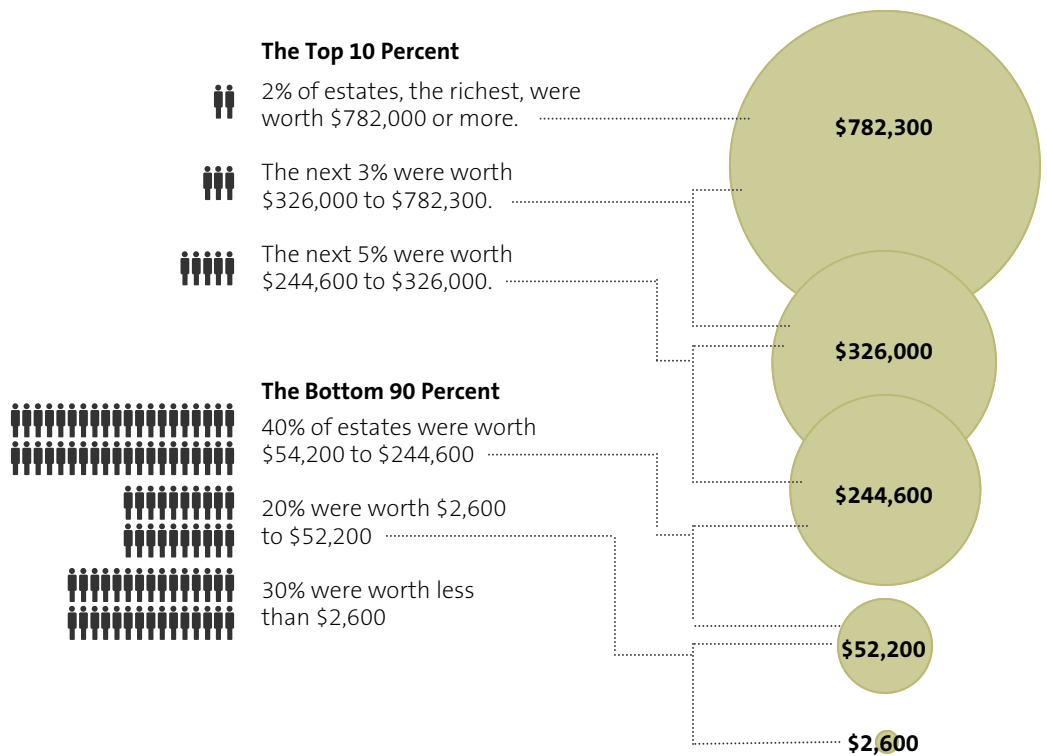 The Top 10 Percent
2% of estates, the richest, were
worth $782,000 or more.
The next 3% were worth
$326,000 to $782,300.
The next 5% were worth
$244,600 to $326,000.
The Bottom 90 Percent
40% of estates were worth
$54,200 to $244,600
20% were worth $2,600
to $52,200
30% were worth less
than $2,600
$782,300
$326,000
$244,600
$52,200
$2,600